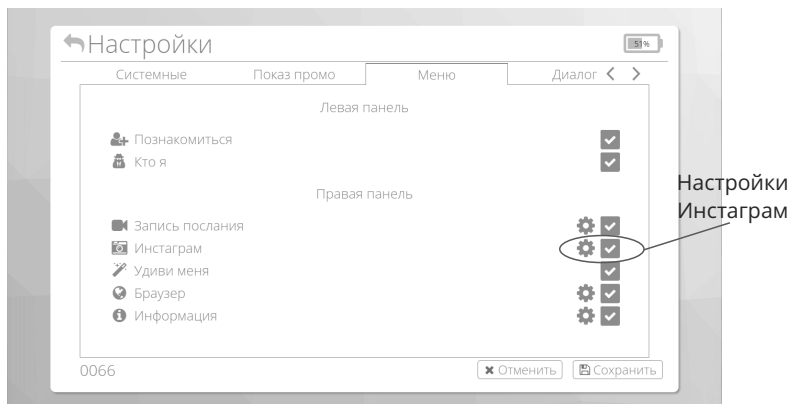 Настройки
51%
Системные Показ промо Меню Диалог
Левая панель
Познакомиться
Кто я
Правая панель
Запись послания
Инстаграм
Удиви меня
Браузер
Информация
0066 Отменить Сохранить
Настройки
Инстаграм